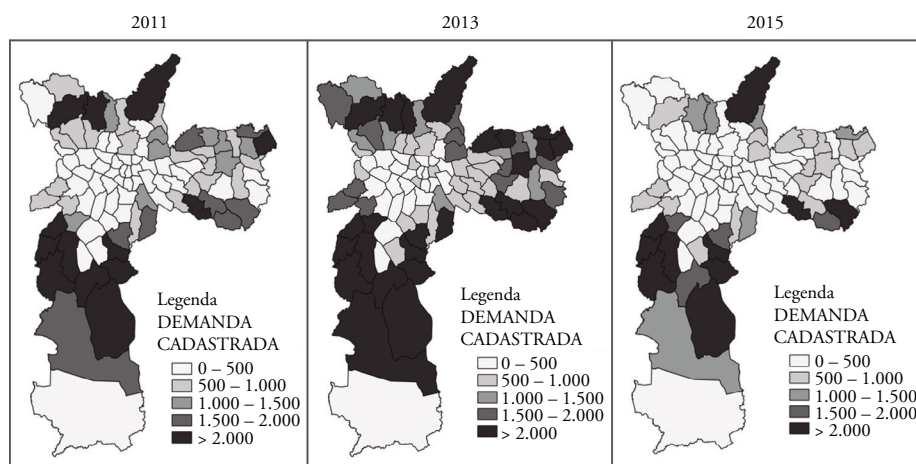 2011
2013
2015
Legenda
DEMANDA
CADASTRADA
0 – 500
500 – 1.000
1.000 – 1.500
1.500 – 2.000
> 2.000
Legenda
DEMANDA
CADASTRADA
0 – 500
500 – 1.000
1.000 – 1.500
1.500 – 2.000
> 2.000
Legenda
DEMANDA
CADASTRADA
0 – 500
500 – 1.000
1.000 – 1.500
1.500 – 2.000
> 2.000